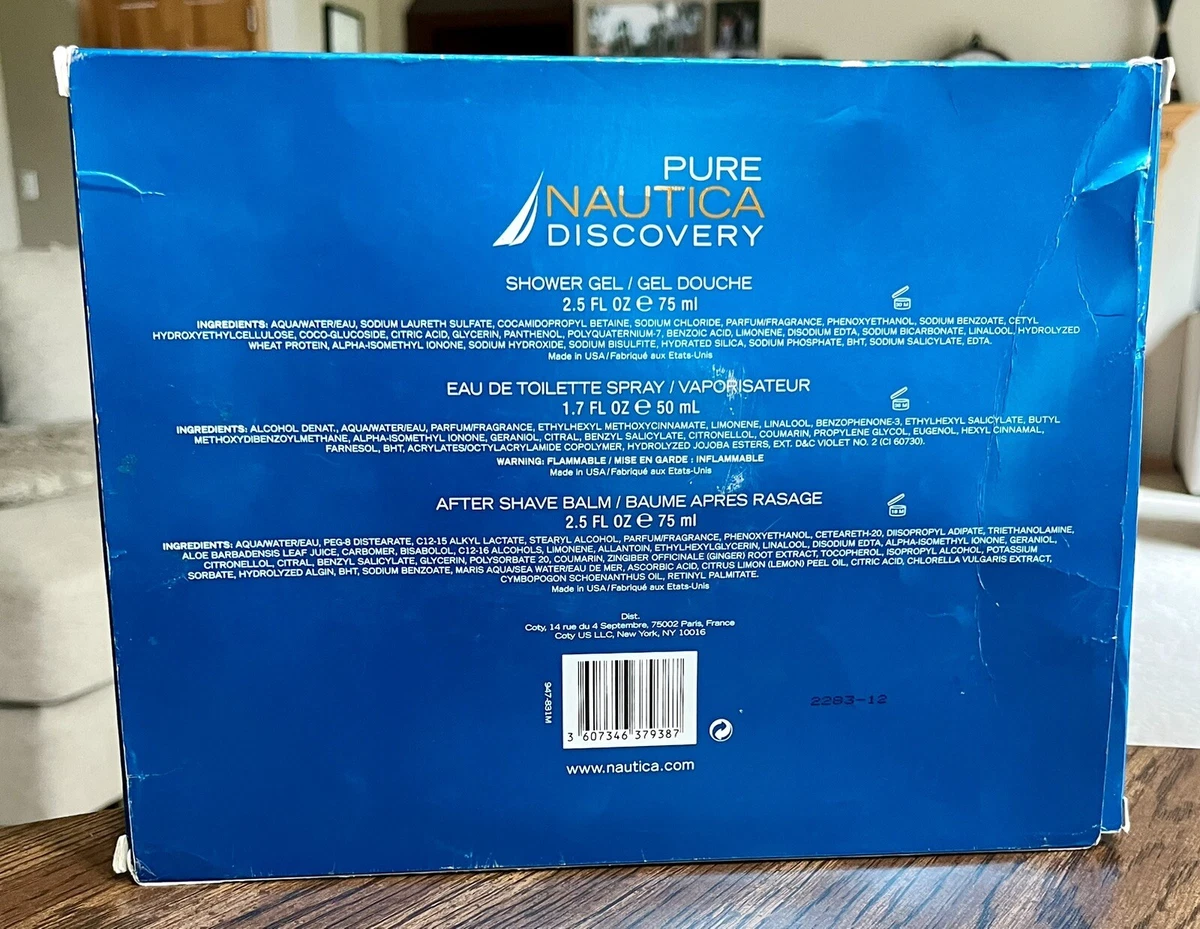 PURE
NAUTICA
DISCOVERY
SHOWER GEL / GEL DOUCHE
2.5 FL OZ ℮ 75 ml
INGREDIENTS: AQUA/WATER/EAU, SODIUM LAURETH SULFATE, COCAMIDOPROPYL BETAINE, SODIUM CHLORIDE, PARFUM/FRAGRANCE, PHENOXYETHANOL, SODIUM BENZOATE, CETYL
HYDROXYETHYLCELLULOSE, COCO-GLUCOSIDE, CITRIC ACID, GLYCERIN, PANTHENOL, POLYQUATERNIUM-7, BENZOIC ACID, LIMONENE, DISODIUM EDTA, SODIUM BICARBONATE, LINALOOL, HYDROLYZED
WHEAT PROTEIN, ALPHA-ISOMETHYL IONONE, SODIUM HYDROXIDE, SODIUM BISULFITE, HYDRATED SILICA, SODIUM PHOSPHATE, BHT, SODIUM SALICYLATE, EDTA.
Made in USA/Fabriqué aux Etats-Unis
EAU DE TOILETTE SPRAY / VAPORISATEUR
1.7 FL OZ ℮ 50 mL
INGREDIENTS: ALCOHOL DENAT., AQUA/WATER/EAU, PARFUM/FRAGRANCE, ETHYLHEXYL METHOXYCINNAMATE, LIMONENE, LINALOOL, BENZOPHENONE-3, ETHYLHEXYL SALICYLATE, BUTYL
METHOXYDIBENZOYLMETHANE, ALPHA-ISOMETHYL IONONE, GERANIOL, CITRAL, BENZYL SALICYLATE, CITRONELLOL, COUMARIN, PROPYLENE GLYCOL, EUGENOL, HEXYL CINNAMAL,
FARNESOL, BHT, ACRYLATES/OCTYLACRYLAMIDE COPOLYMER, HYDROLYZED JOJOBA ESTERS, EXT. D&C VIOLET NO. 2 (CI 60730).
WARNING: FLAMMABLE / MISE EN GARDE : INFLAMMABLE
Made in USA/Fabriqué aux Etats-Unis
AFTER SHAVE BALM / BAUME APRES RASAGE
2.5 FL OZ ℮ 75 ml
INGREDIENTS: AQUA/WATER/EAU, PEG-8 DISTEARATE, C12-15 ALKYL LACTATE, STEARYL ALCOHOL, PARFUM/FRAGRANCE, PHENOXYETHANOL, CETEARETH-20, DIISOPROPYL ADIPATE, TRIETHANOLAMINE,
ALOE BARBADENSIS LEAF JUICE, CARBOMER, BISABOLOL, C12-16 ALCOHOLS, LIMONENE, ALLANTOIN, ETHYLHEXYLGLYCERIN, LINALOOL, DISODIUM EDTA, ALPHA-ISOMETHYL IONONE, GERANIOL,
CITRONELLOL, CITRAL, BENZYL SALICYLATE, GLYCERIN, POLYSORBATE 20, COUMARIN, ZINGIBER OFFICINALE (GINGER) ROOT EXTRACT, TOCOPHEROL, ISOPROPYL ALCOHOL, POTASSIUM
SORBATE, HYDROLYZED ALGIN, BHT, SODIUM BENZOATE, MARIS AQUA/SEA WATER/EAU DE MER, ASCORBIC ACID, CITRUS LIMON (LEMON) PEEL OIL, CITRIC ACID, CHLORELLA VULGARIS EXTRACT,
CYMBOPOGON SCHOENANTHUS OIL, RETINYL PALMITATE.
Made in USA/Fabriqué aux Etats-Unis
Dist.
Coty, 14 rue du 4 Septembre, 75002 Paris, France
Coty US LLC, New York, NY 10016
947-831M
3 607346 379387
2283-12
www.nautica.com